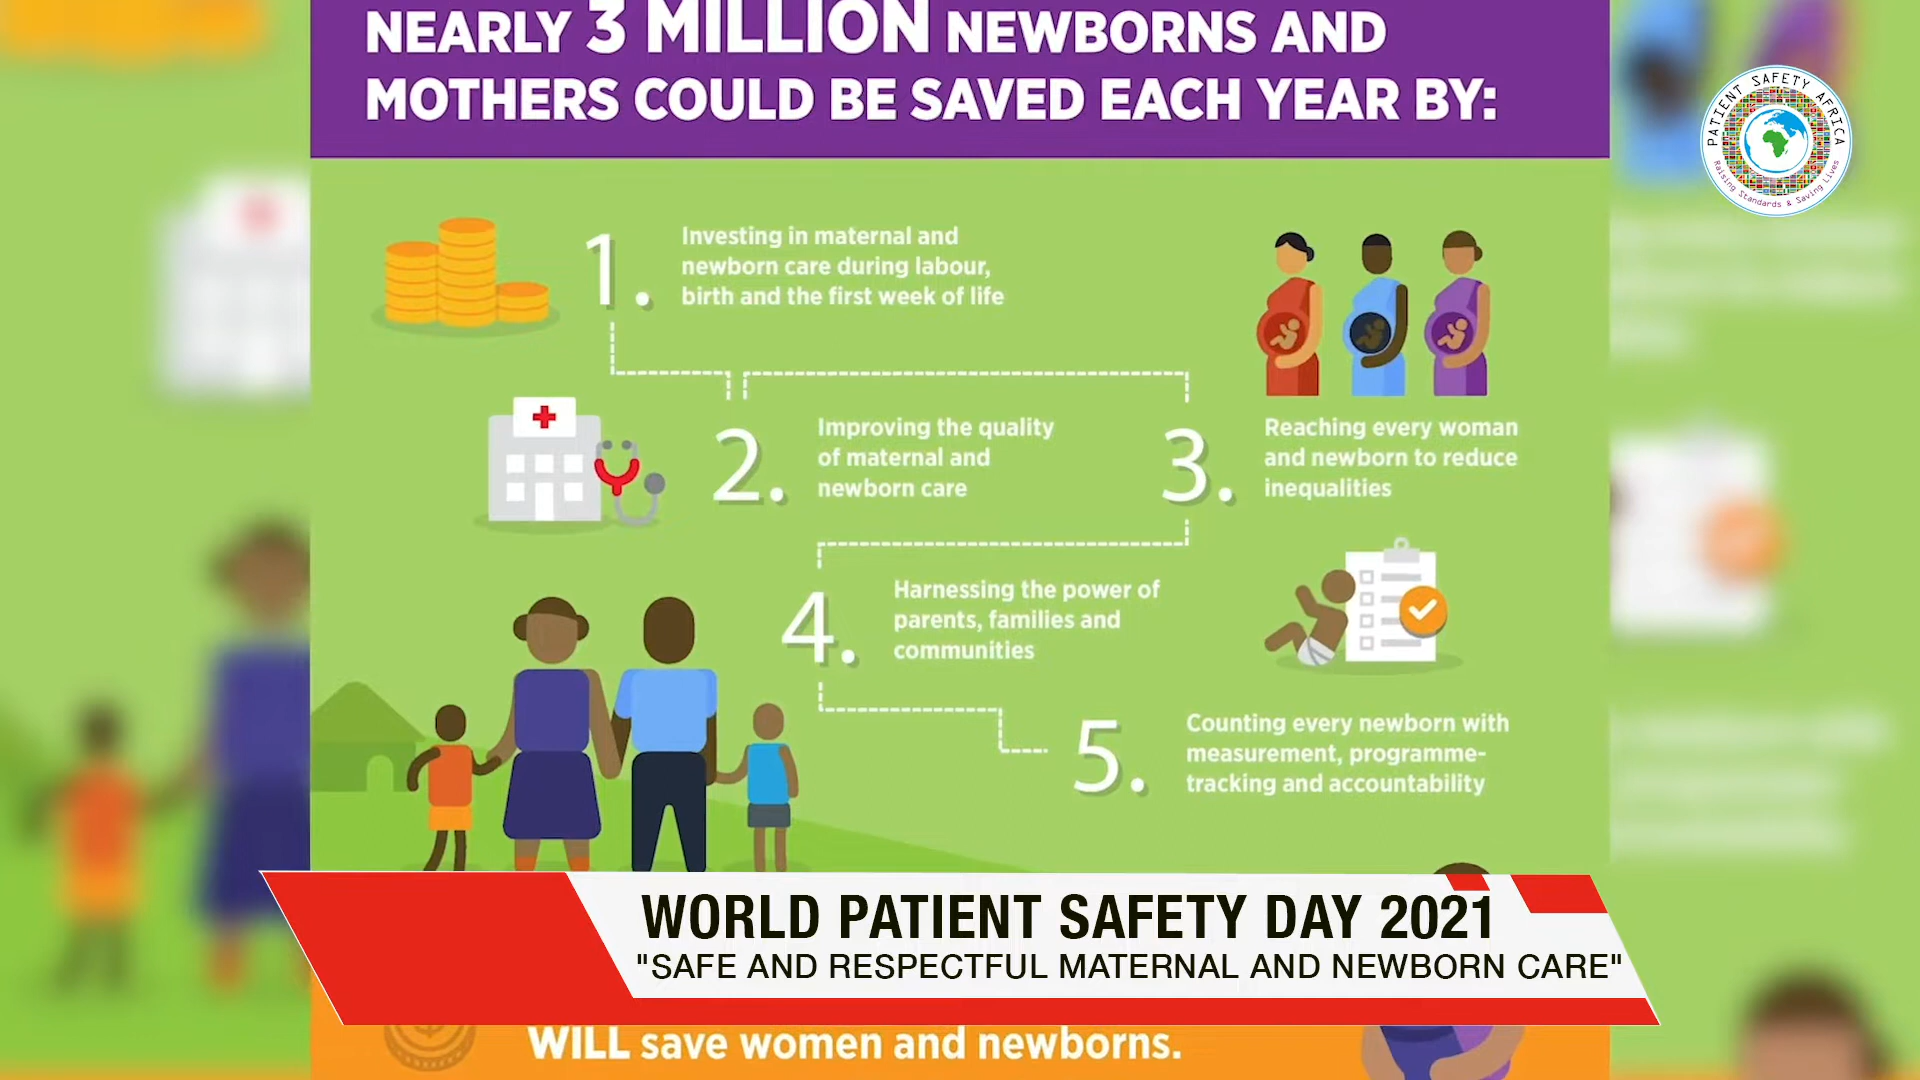 NEARLY 3 MILLION NEWBORNS AND
MOTHERS COULD BE SAVED EACH YEAR BY:
PATIENT SAFETY AFRICA
Raising Standards & Saving Lives
1.
Investing in maternal and
newborn care during labour,
birth and the first week of life
2.
Improving the quality
of maternal and
newborn care
3.
Reaching every woman
and newborn to reduce
inequalities
4.
Harnessing the power of
parents, families and
communities
5.
Counting every newborn with
measurement, programme-
tracking and accountability
WORLD PATIENT SAFETY DAY 2021
"SAFE AND RESPECTFUL MATERNAL AND NEWBORN CARE"
WILL save women and newborns.